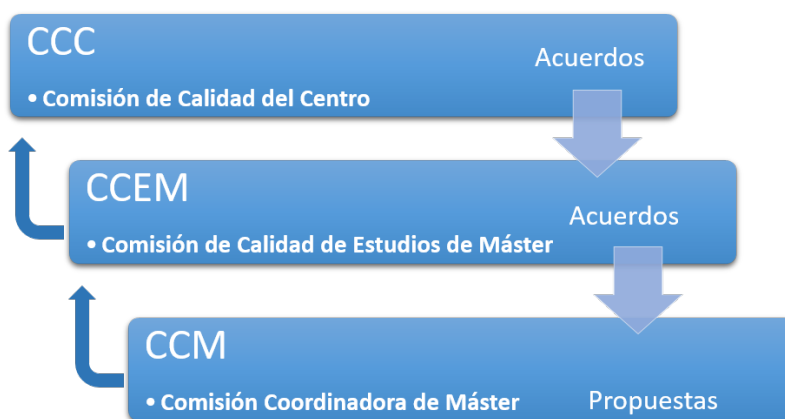 CCC
Acuerdos
• Comisión de Calidad del Centro
CCEM
Acuerdos
• Comisión de Calidad de Estudios de Máster
CCM
• Comisión Coordinadora de Máster
Propuestas